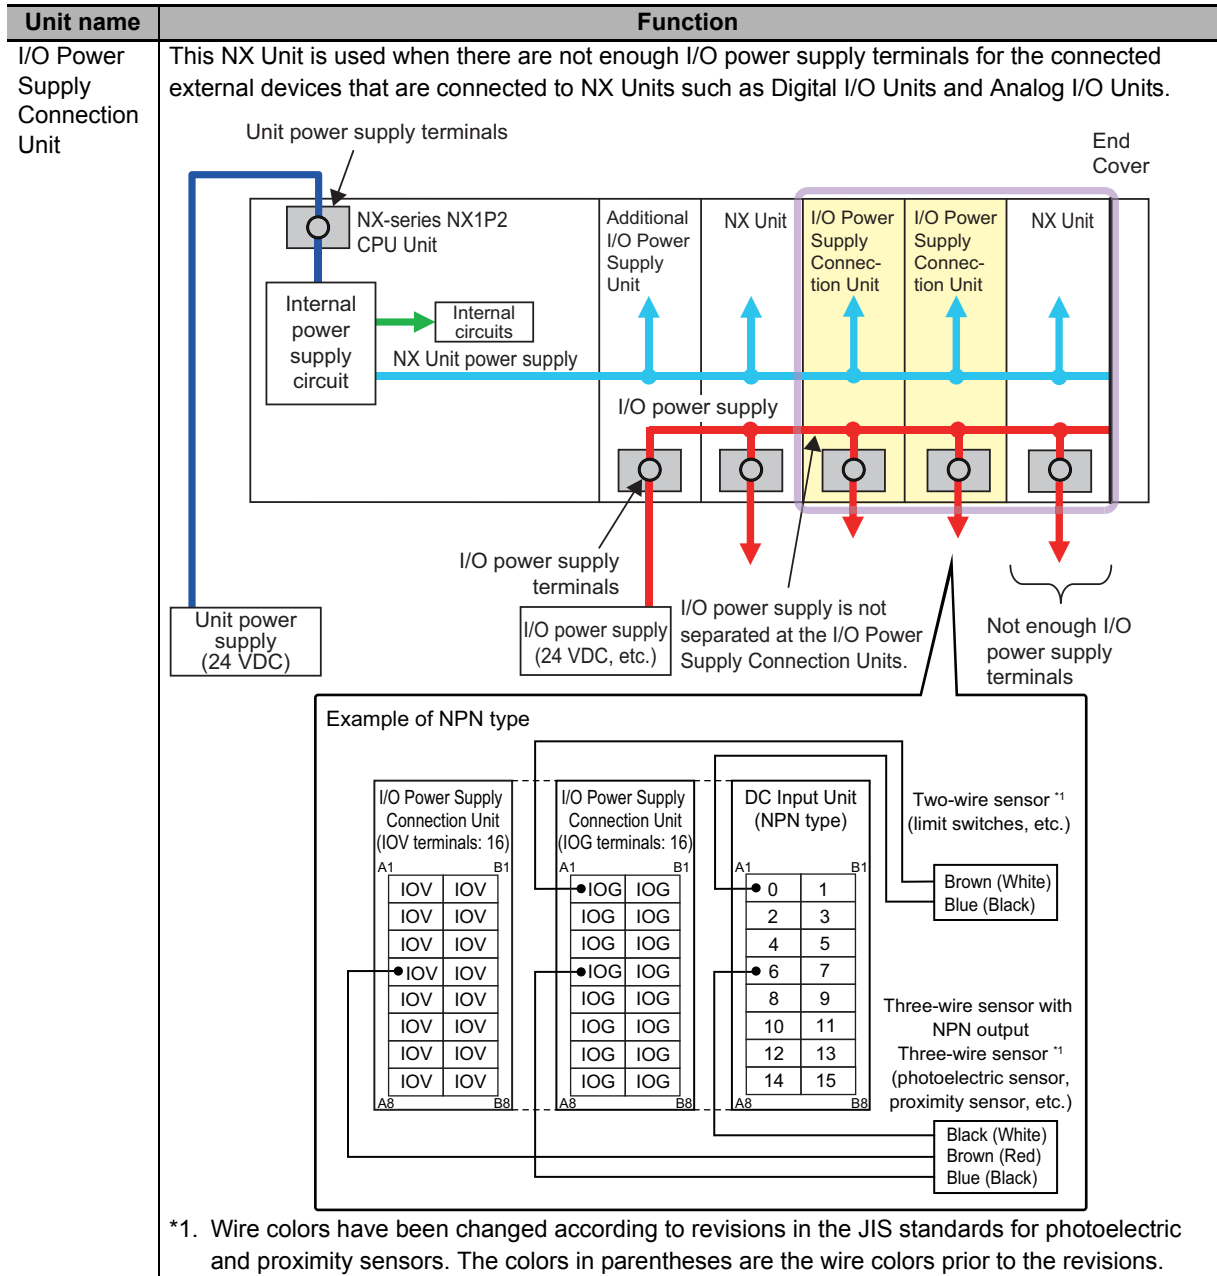 Unit name
Function
I/O Power
Supply
Connection
Unit
This NX Unit is used when there are not enough I/O power supply terminals for the connected
external devices that are connected to NX Units such as Digital I/O Units and Analog I/O Units.
Unit power supply terminals
End
Cover
NX-series NX1P2
CPU Unit
Additional
I/O Power
Supply
Unit
NX Unit
I/O Power
Supply
Connec-
tion Unit
I/O Power
Supply
Connec-
tion Unit
NX Unit
Internal
power
supply
circuit
Internal
circuits
NX Unit power supply
I/O power supply
I/O power supply
terminals
Unit power
supply
(24 VDC)
I/O power supply
(24 VDC, etc.)
I/O power supply is not
separated at the I/O Power
Supply Connection Units.
Not enough I/O
power supply
terminals
Example of NPN type
I/O Power Supply
Connection Unit
(IOV terminals: 16)
A1 B1
IOV IOV
IOV IOV
IOV IOV
IOV IOV
IOV IOV
IOV IOV
IOV IOV
IOV IOV
A8 B8
I/O Power Supply
Connection Unit
(IOG terminals: 16)
A1 B1
IOG IOG
IOG IOG
IOG IOG
IOG IOG
IOG IOG
IOG IOG
IOG IOG
IOG IOG
A8 B8
DC Input Unit
(NPN type)
A1 B1
0 1
2 3
4 5
6 7
8 9
10 11
12 13
14 15
A8 B8
Two-wire sensor *1
(limit switches, etc.)
Brown (White)
Blue (Black)
Three-wire sensor with
NPN output
Three-wire sensor *1
(photoelectric sensor,
proximity sensor, etc.)
Black (White)
Brown (Red)
Blue (Black)
*1. Wire colors have been changed according to revisions in the JIS standards for photoelectric
and proximity sensors. The colors in parentheses are the wire colors prior to the revisions.